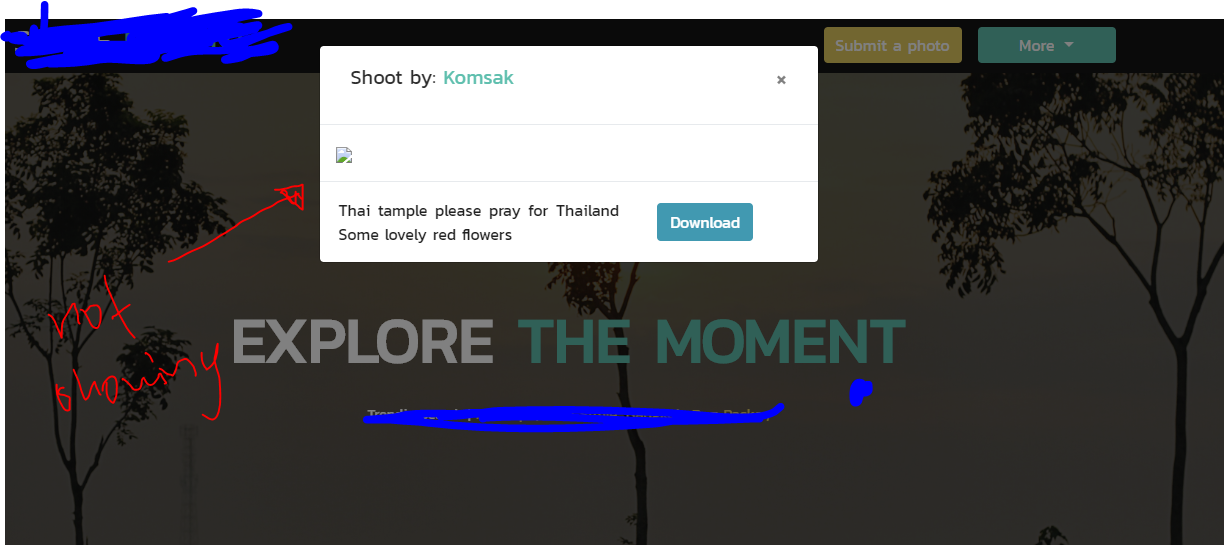 Submit a photo
More
Shoot by: Komsak
×
Thai tample please pray for Thailand
Some lovely red flowers
Download
not
showing
EXPLORE THE MOMENT